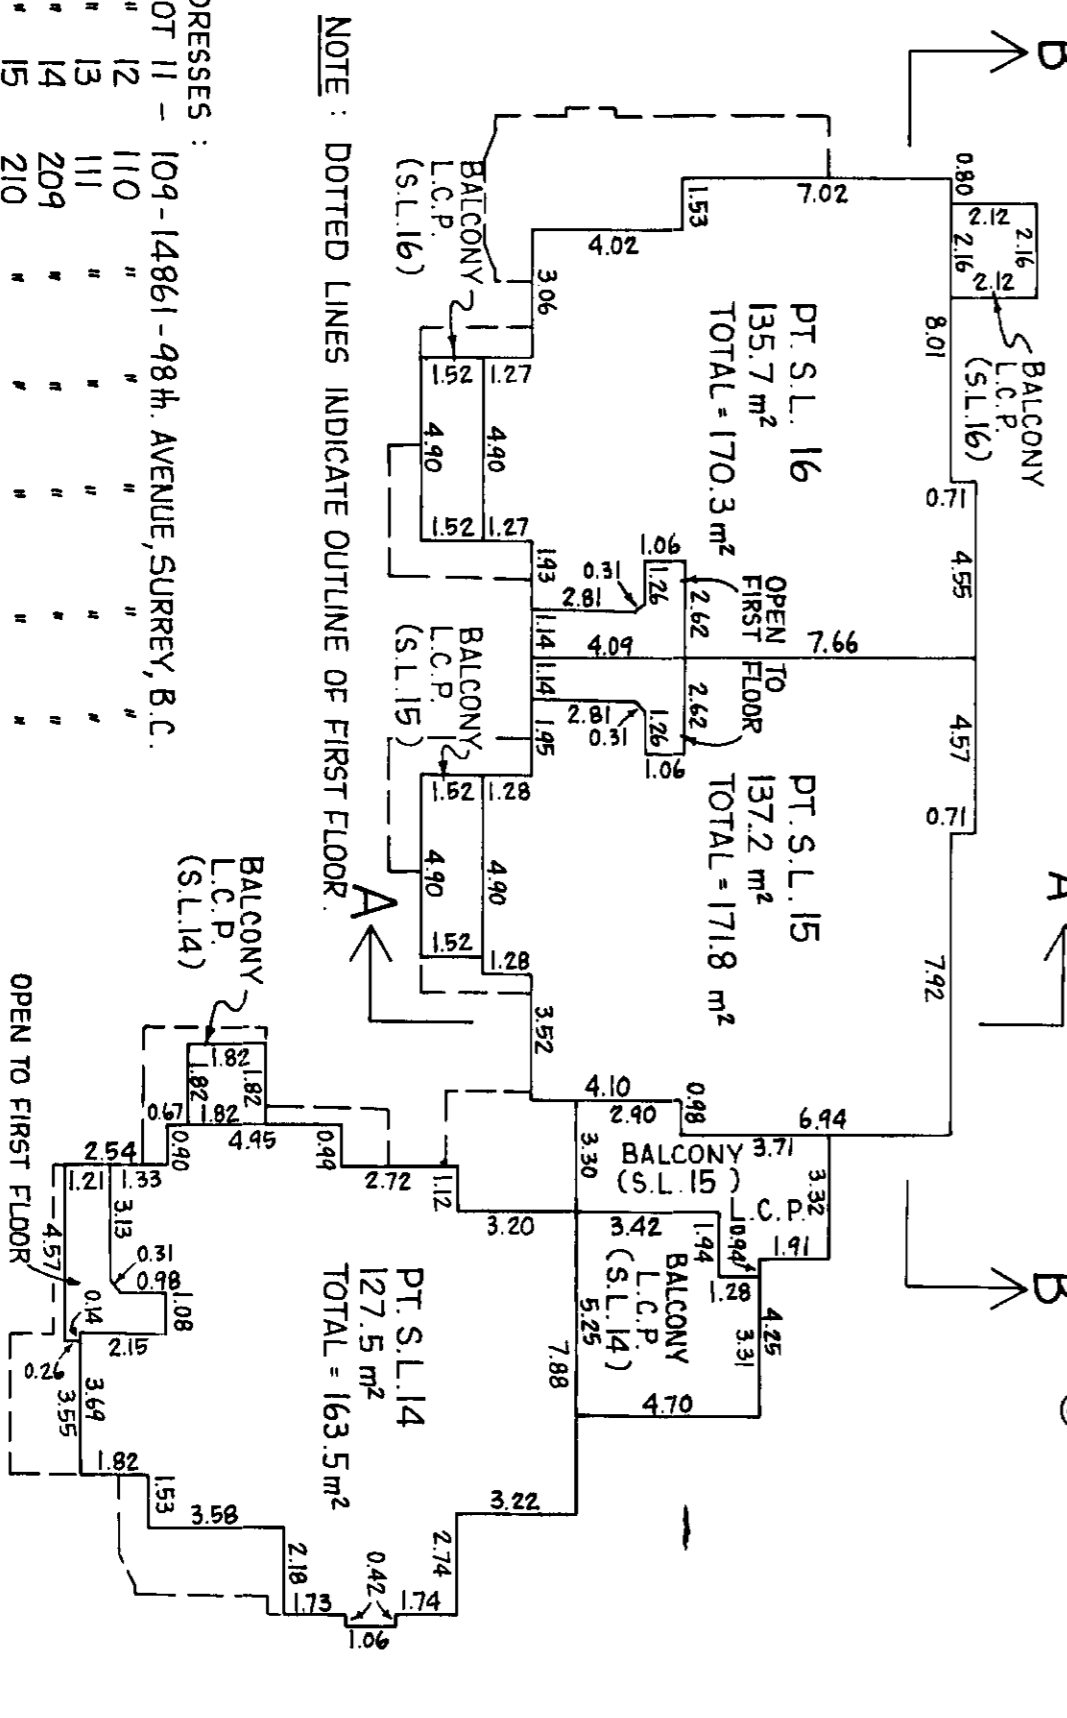 B
A
A
B
0.80
2.12
2.16
2.16
2.12
BALCONY
L.C.P.
(S.L.16)
7.02
1.53
4.02
3.06
8.01
0.71
4.55
7.66
4.57
0.71
7.92
PT. S.L. 16
135.7 m²
TOTAL = 170.3 m²
BALCONY
L.C.P.
(S.L.16)
1.52
1.27
4.90
4.90
1.52
1.27
1.93
1.14
2.81
0.31
1.06
1.26
2.62
OPEN TO
FIRST FLOOR
4.09
1.14
1.95
2.81
0.31
1.26
1.06
2.62
PT. S.L. 15
137.2 m²
TOTAL = 171.8 m²
BALCONY
L.C.P.
(S.L.15)
1.52
1.28
4.90
4.90
1.52
1.28
3.52
4.10
2.90
0.98
6.94
3.71
BALCONY
(S.L.15)
L.C.P.
3.30
3.32
1.91
0.94
1.94
1.28
3.42
3.20
4.25
3.31
BALCONY
L.C.P.
(S.L.14)
5.25
7.88
4.70
3.22
2.74
1.74
0.42
1.06
1.73
2.18
3.58
1.53
1.82
3.69
3.55
0.26
0.14
2.15
1.08
0.98
0.31
3.13
4.57
1.21
1.33
2.54
0.90
0.67
1.82
1.82
1.82
1.82
4.95
0.99
2.72
1.12
PT. S.L. 14
127.5 m²
TOTAL = 163.5 m²
BALCONY
L.C.P.
(S.L.14)
OPEN TO FIRST FLOOR
NOTE : DOTTED LINES INDICATE OUTLINE OF FIRST FLOOR.
DRESSES :
OT 11 - 109-14861-98th. AVENUE, SURREY, B.C.
" 12 110 " " " " "
" 13 111 " " " " "
" 14 209 " " " " "
" 15 210 " " " " "